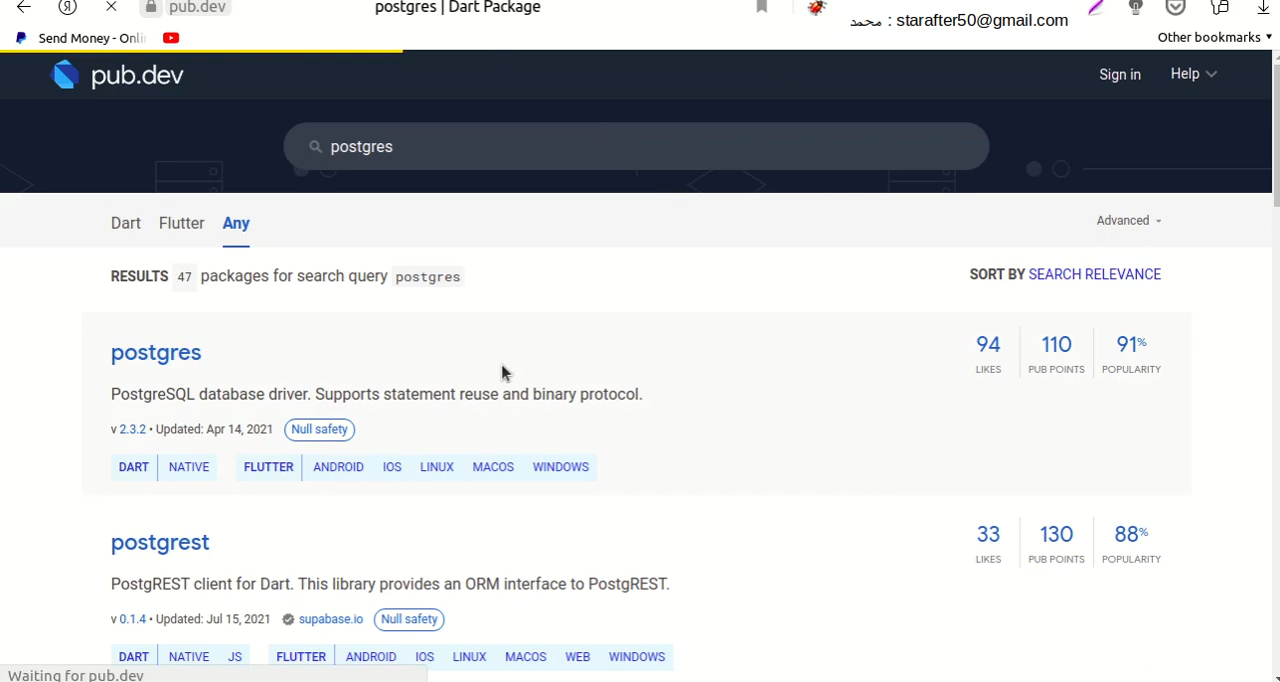 pub.dev
postgres | Dart Package
محمد : starafter50@gmail.com
Send Money - Onli
Other bookmarks
pub.dev
Sign in
Help
postgres
Dart Flutter Any
Advanced
RESULTS 47 packages for search query postgres
SORT BY SEARCH RELEVANCE
postgres
94 110 91%
LIKES PUB POINTS POPULARITY
PostgreSQL database driver. Supports statement reuse and binary protocol.
v 2.3.2 • Updated: Apr 14, 2021 Null safety
DART NATIVE FLUTTER ANDROID IOS LINUX MACOS WINDOWS
postgrest
33 130 88%
LIKES PUB POINTS POPULARITY
PostgREST client for Dart. This library provides an ORM interface to PostgREST.
v 0.1.4 • Updated: Jul 15, 2021 supabase.io Null safety
DART NATIVE JS FLUTTER ANDROID IOS LINUX MACOS WEB WINDOWS
Waiting for pub.dev